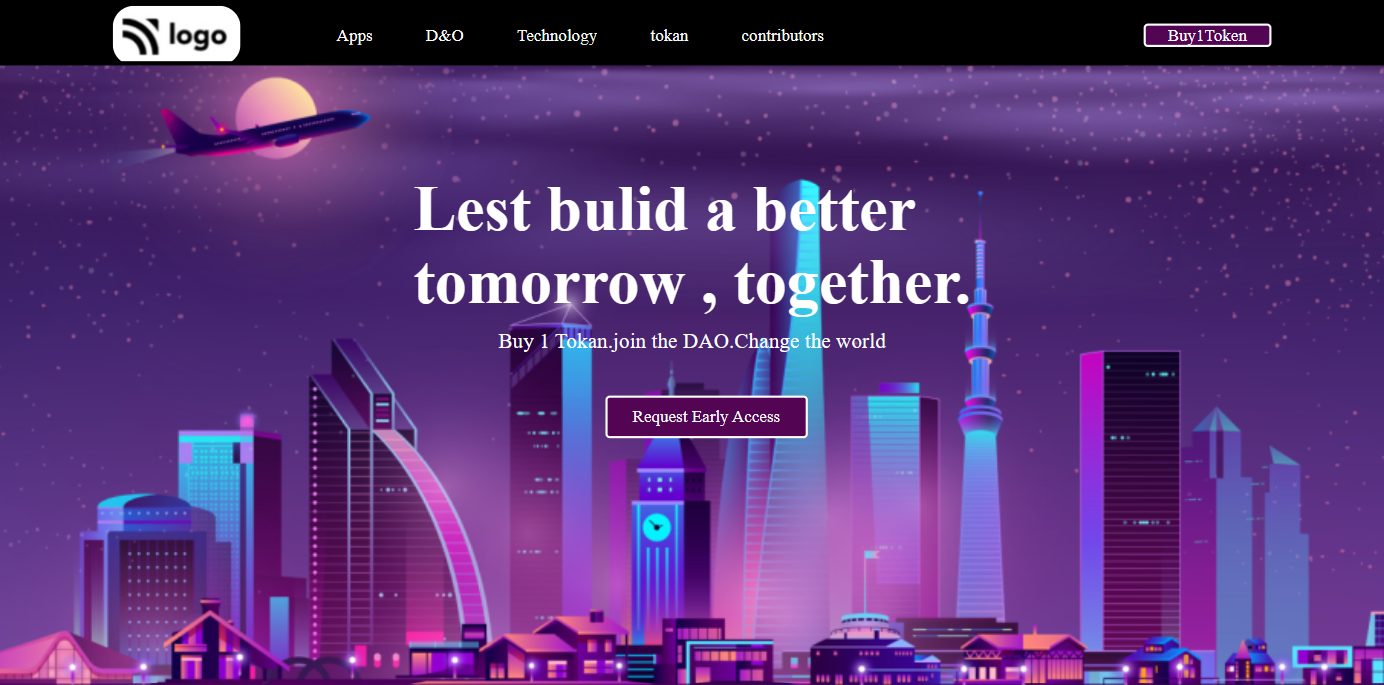 logo
Apps
D&O
Technology
tokan
contributors
Buy1Token
Lest bulid a better
tomorrow , together.
Buy 1 Tokan.join the DAO.Change the world
Request Early Access